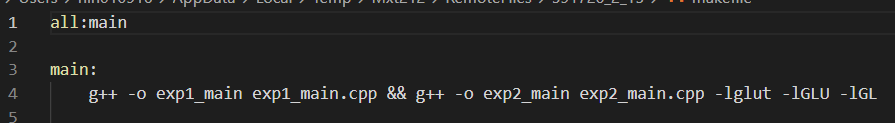 1 all:main
2
3 main:
4 g++ -o exp1_main exp1_main.cpp && g++ -o exp2_main exp2_main.cpp -lglut -lGLU -lGL
5